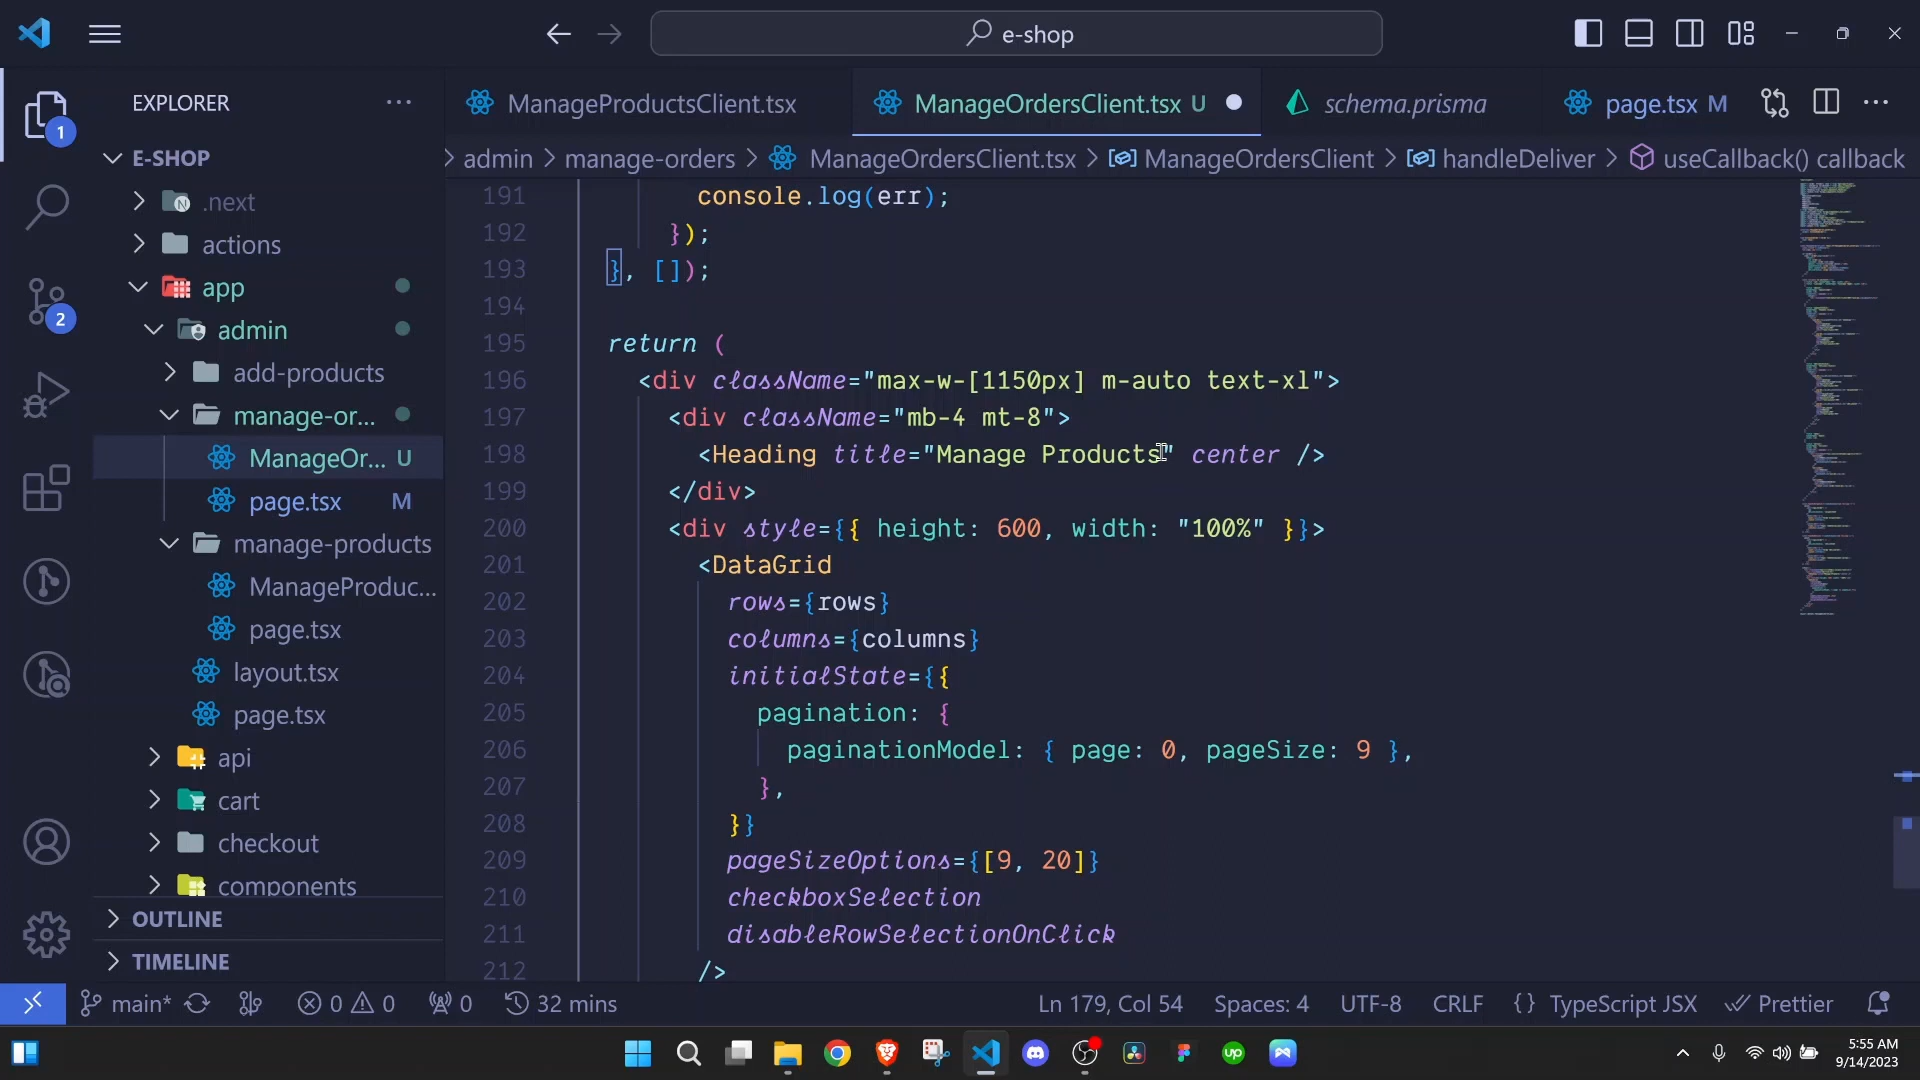 e-shop
EXPLORER
1
E-SHOP
.next
actions
app
admin
add-products
manage-or...
ManageOr... U
page.tsx M
manage-products
ManageProduc...
page.tsx
layout.tsx
page.tsx
api
cart
checkout
components
OUTLINE
TIMELINE
2
ManageProductsClient.tsx
ManageOrdersClient.tsx U
schema.prisma
page.tsx M
admin > manage-orders > ManageOrdersClient.tsx > ManageOrdersClient > handleDeliver > useCallback() callback
191 console.log(err);
192 });
193 }, []);
194
195 return (
196 <div className="max-w-[1150px] m-auto text-xl">
197 <div className="mb-4 mt-8">
198 <Heading title="Manage Products" center />
199 </div>
200 <div style={{ height: 600, width: "100%" }}>
201 <DataGrid
202 rows={rows}
203 columns={columns}
204 initialState={{
205 pagination: {
206 paginationModel: { page: 0, pageSize: 9 },
207 },
208 }}
209 pageSizeOptions={[9, 20]}
210 checkboxSelection
211 disableRowSelectionOnClick
212 />
main* 0 0 0 32 mins Ln 179, Col 54 Spaces: 4 UTF-8 CRLF {} TypeScript JSX Prettier
up
5:55 AM
9/14/2023